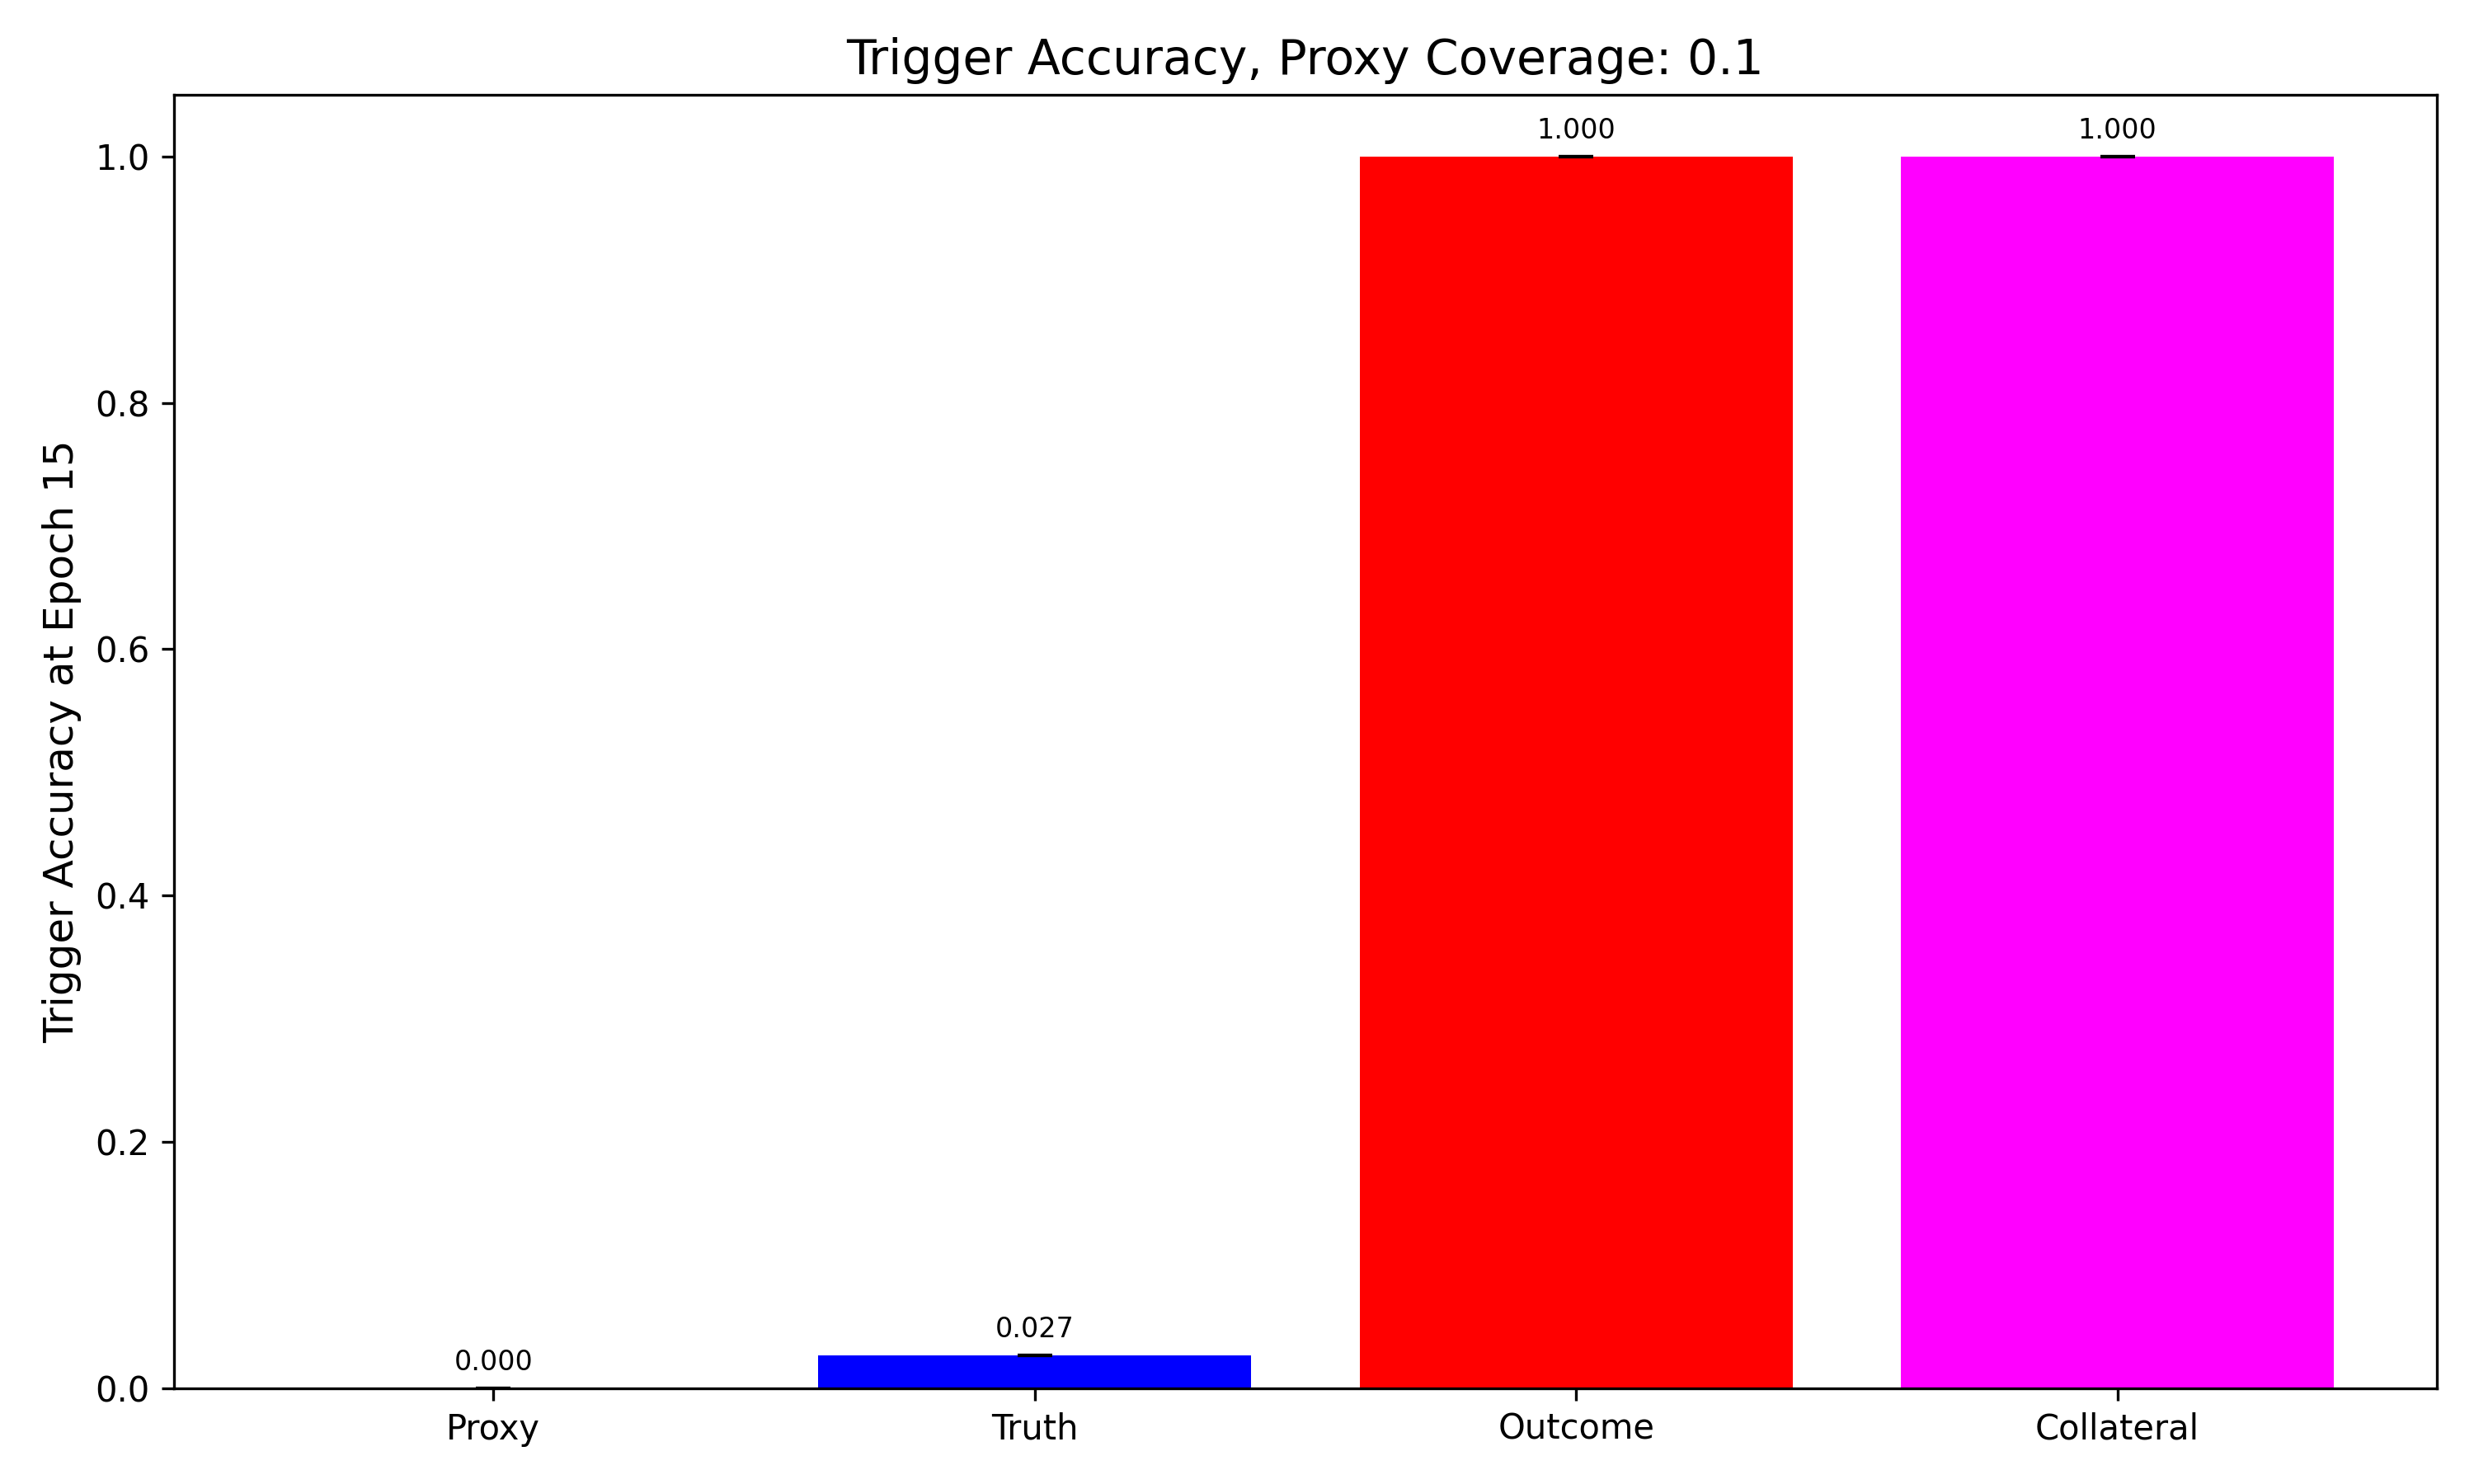 Trigger Accuracy, Proxy Coverage: 0.1
Trigger Accuracy at Epoch 15
1.0
0.8
0.6
0.4
0.2
0.0
0.000
0.027
1.000
1.000
Proxy
Truth
Outcome
Collateral